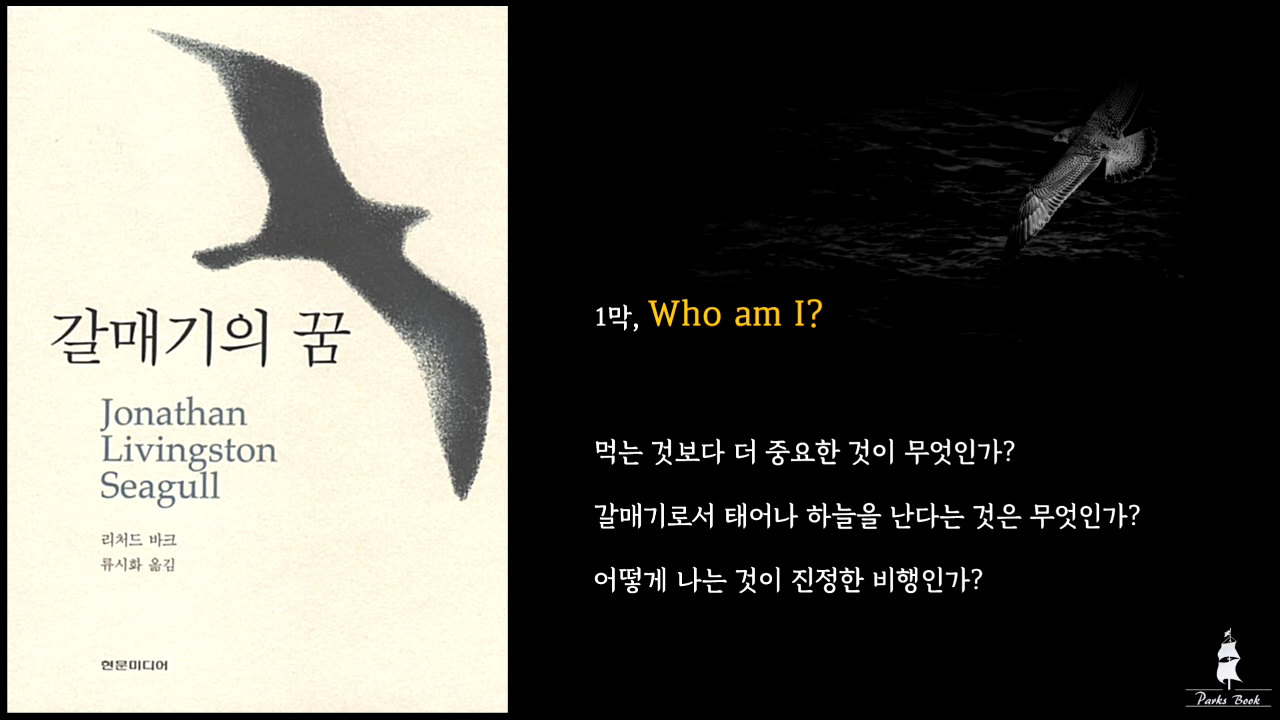 갈매기의 꿈
Jonathan
Livingston
Seagull
리처드 바크
류시화 옮김
현문미디어
1막, Who am I?
먹는 것보다 더 중요한 것이 무엇인가?
갈매기로서 태어나 하늘을 난다는 것은 무엇인가?
어떻게 나는 것이 진정한 비행인가?
Parks Book